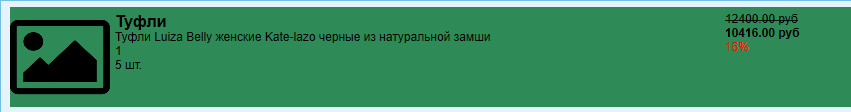 Туфли
Туфли Luiza Belly женские Kate-lazo черные из натуральной замши
1
5 шт.
12400.00 руб
10416.00 руб
16%